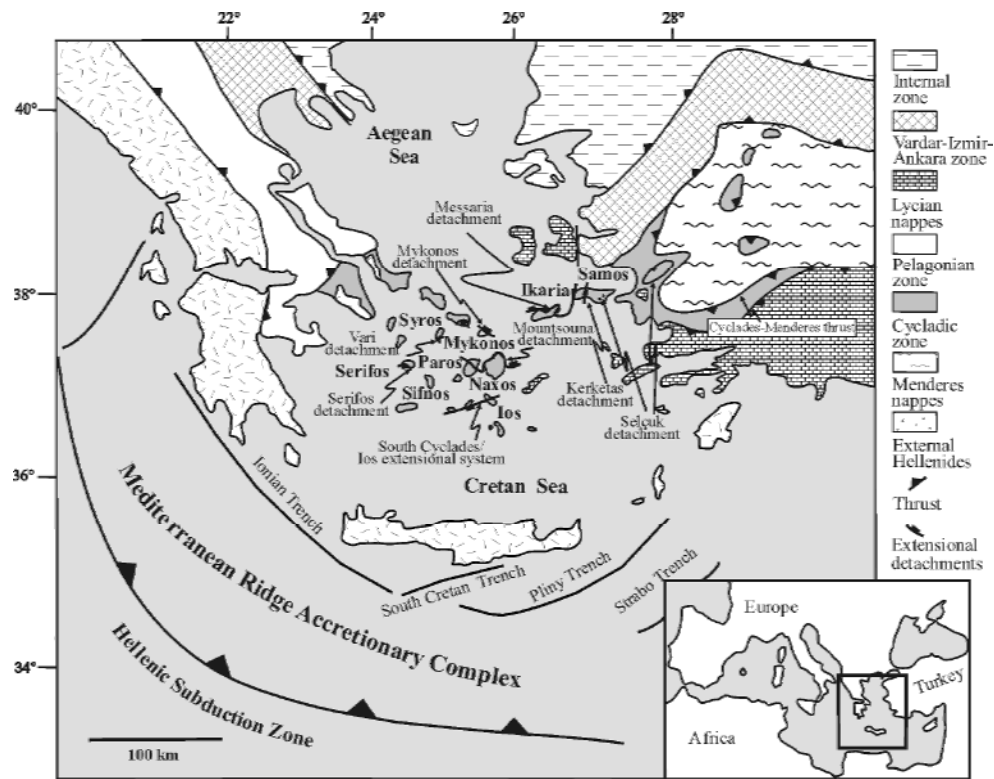 22°
24°
26°
28°
40°
38°
36°
34°
Aegean
Sea
Messaria
detachment
Mykonos
detachment
Samos
Ikaria
Syros
Mykonos
Mountsouna
detachment
Cyclades-Menderes thrust
Vari
detachment
Paros
Serifos
Naxos
Sifnos
Serifos
detachment
Ios
Kerketas
detachment
Selcuk
detachment
South Cyclades/
Ios extensional system
Cretan Sea
Ionian Trench
South Cretan Trench
Pliny Trench
Strabo Trench
Mediterranean Ridge Accretionary Complex
Hellenic Subduction Zone
100 km
Internal
zone
Vardar-Izmir-
Ankara zone
Lycian
nappes
Pelagonian
zone
Cycladic
zone
Menderes
nappes
External
Hellenides
Thrust
Extensional
detachments
Europe
Turkey
Africa